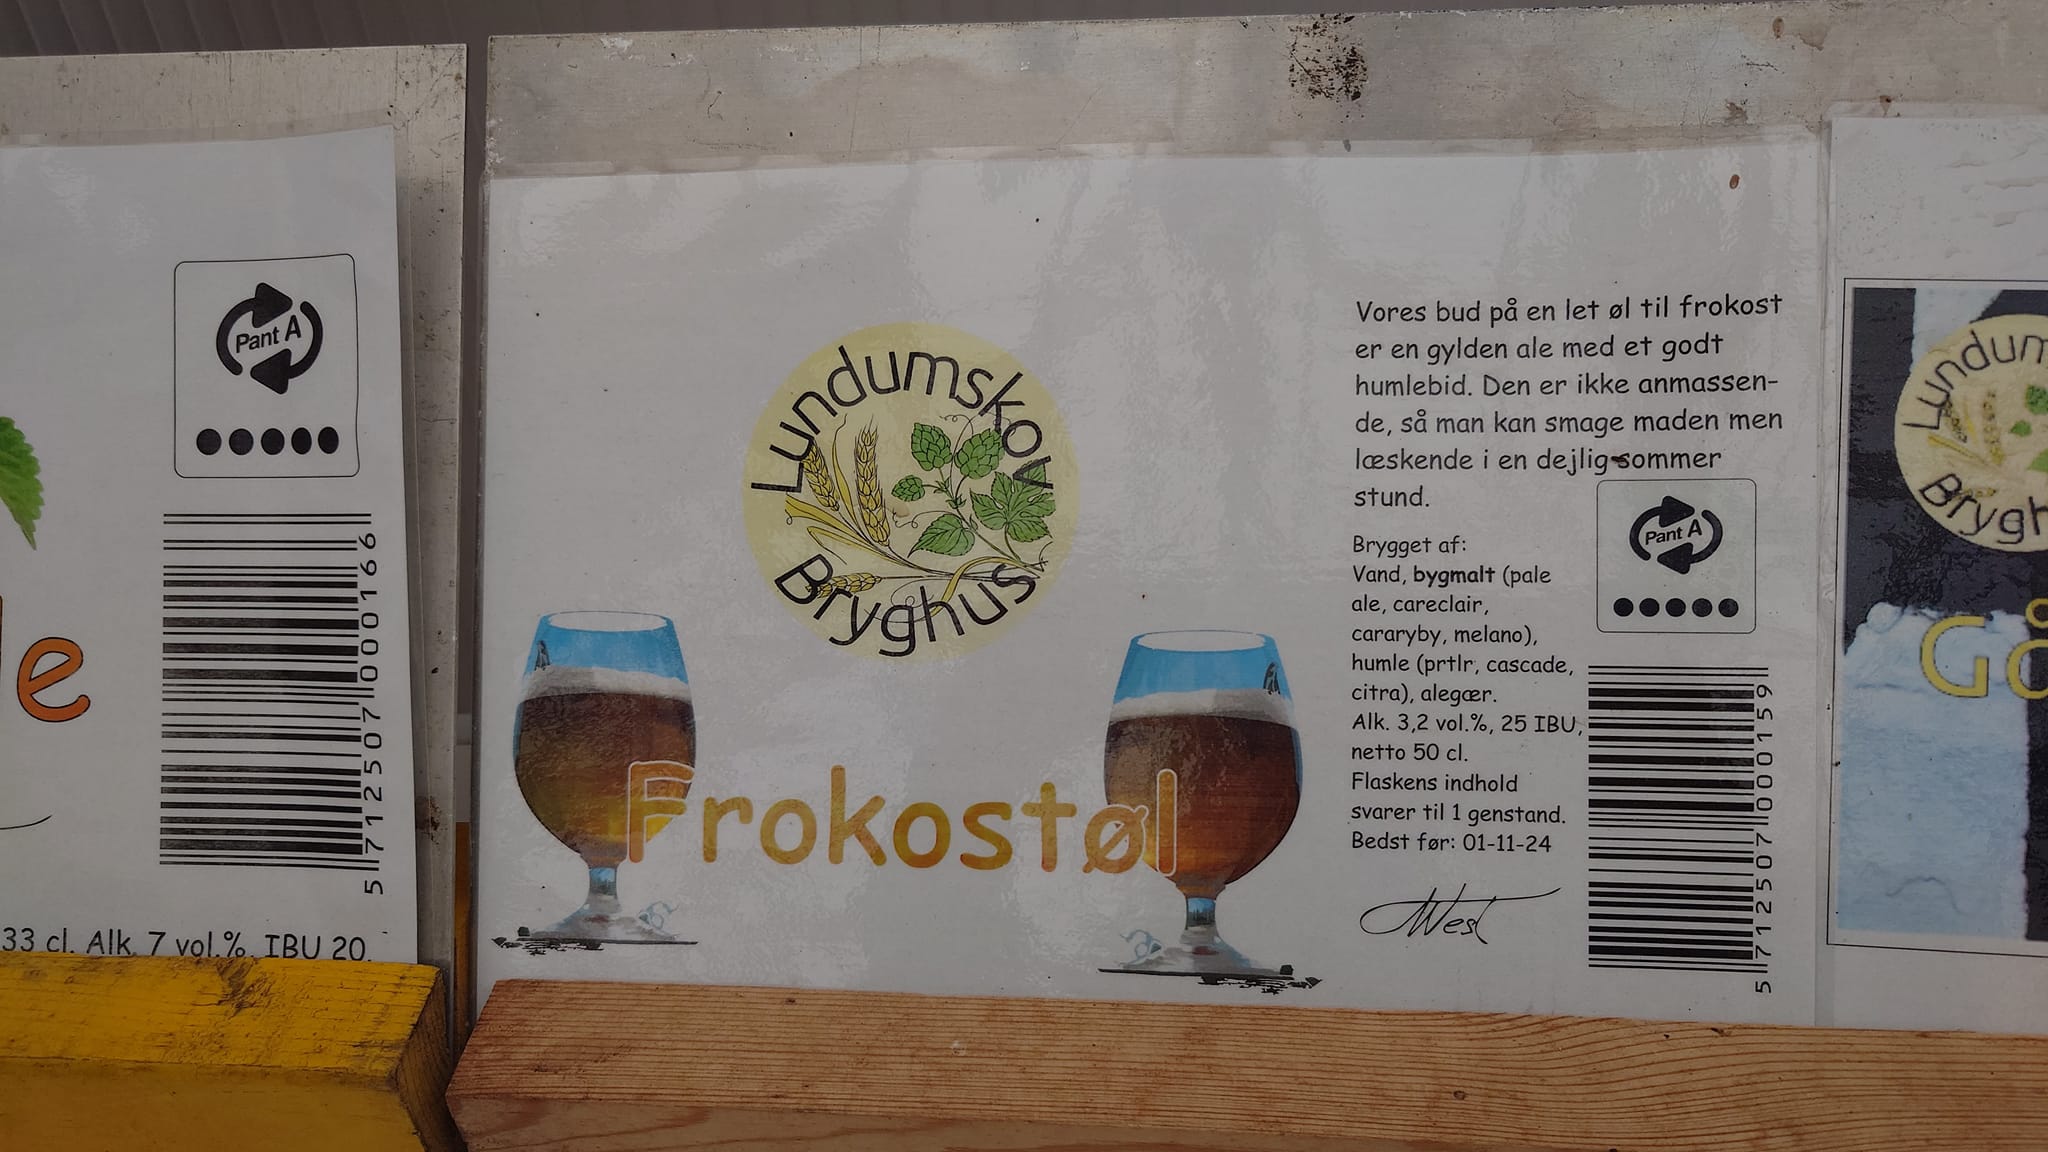 Pant A
e
5712507000166
33 cl. Alk. 7 vol.%. IBU 20.
Lundumskov
Bryghus
Frokostøl
Vores bud på en let øl til frokost
er en gylden ale med et godt
humlebid. Den er ikke anmassen-
de, så man kan smage maden men
læskende i en dejlig sommer
stund.
Brygget af:
Vand, bygmalt (pale
ale, careclair,
cararyby, melano),
humle (prtlr, cascade,
citra), alegær.
Alk. 3,2 vol.%, 25 IBU,
netto 50 cl.
Flaskens indhold
svarer til 1 genstand.
Bedst før: 01-11-24
West
Pant A
5712507000159
Lundum
Brygh
Gå